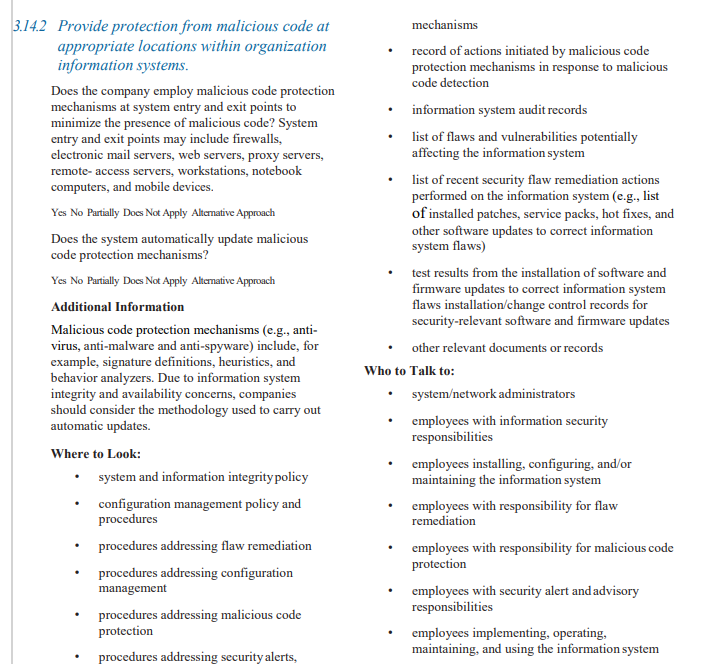 3.14.2 Provide protection from malicious code at
appropriate locations within organization
information systems.
Does the company employ malicious code protection
mechanisms at system entry and exit points to
minimize the presence of malicious code? System
entry and exit points may include firewalls,
electronic mail servers, web servers, proxy servers,
remote- access servers, workstations, notebook
computers, and mobile devices.
Yes No Partially Does Not Apply Alternative Approach
Does the system automatically update malicious
code protection mechanisms?
Yes No Partially Does Not Apply Alternative Approach
Additional Information
Malicious code protection mechanisms (e.g., anti-
virus, anti-malware and anti-spyware) include, for
example, signature definitions, heuristics, and
behavior analyzers. Due to information system
integrity and availability concerns, companies
should consider the methodology used to carry out
automatic updates.
Where to Look:
• system and information integrity policy
• configuration management policy and
procedures
• procedures addressing flaw remediation
• procedures addressing configuration
management
• procedures addressing malicious code
protection
• procedures addressing security alerts,
mechanisms
• record of actions initiated by malicious code
protection mechanisms in response to malicious
code detection
• information system audit records
• list of flaws and vulnerabilities potentially
affecting the information system
• list of recent security flaw remediation actions
performed on the information system (e.g., list
of installed patches, service packs, hot fixes, and
other software updates to correct information
system flaws)
• test results from the installation of software and
firmware updates to correct information system
flaws installation/change control records for
security-relevant software and firmware updates
• other relevant documents or records
Who to Talk to:
• system/network administrators
• employees with information security
responsibilities
• employees installing, configuring, and/or
maintaining the information system
• employees with responsibility for flaw
remediation
• employees with responsibility for malicious code
protection
• employees with security alert and advisory
responsibilities
• employees implementing, operating,
maintaining, and using the information system